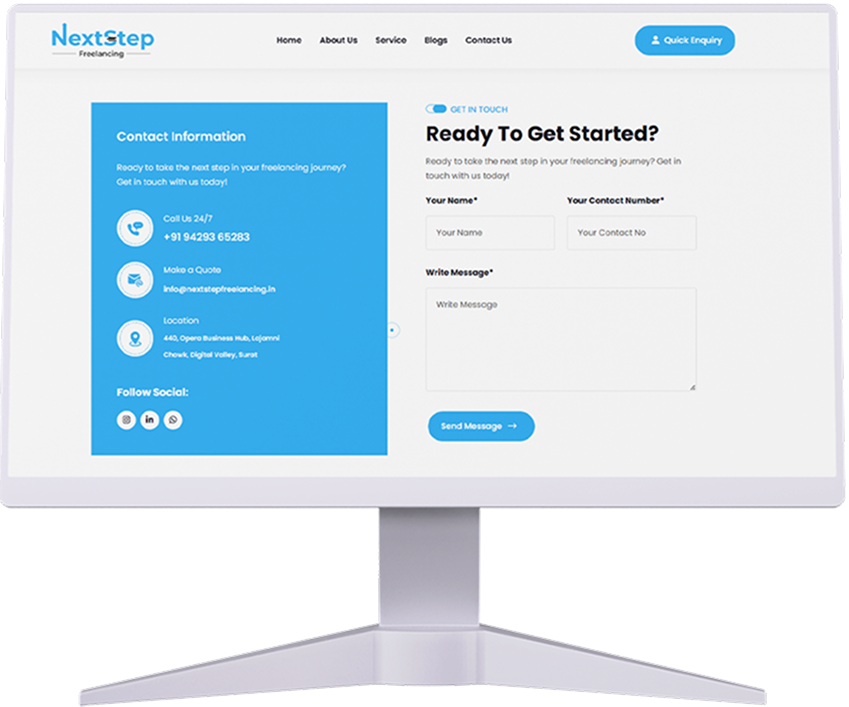 NextStep
Freelancing
Home
About Us
Service
Blogs
Contact Us
Quick Enquiry
Contact Information
Ready to take the next step in your freelancing journey?
Get in touch with us today!
Call Us 24/7
+91 94293 65283
Make a Quote
info@nextstepfreelancing.in
Location
440, Opera Business Hub, Lajamni
Chowk, Digital Valley, Surat
Follow Social:
GET IN TOUCH
Ready To Get Started?
Ready to take the next step in your freelancing journey? Get in
touch with us today!
Your Name*
Your Contact Number*
Your Name
Your Contact No
Write Message*
Write Message
Send Message